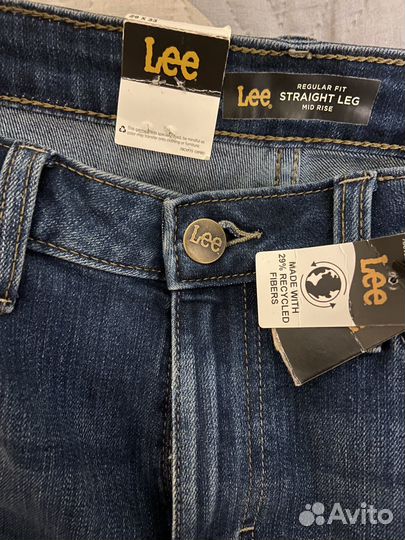 29 X 33
Lee
Lee
REGULAR FIT
STRAIGHT LEG
MID RISE
Lee
MADE WITH
29% RECYCLED
FIBERS
Lee
Avito